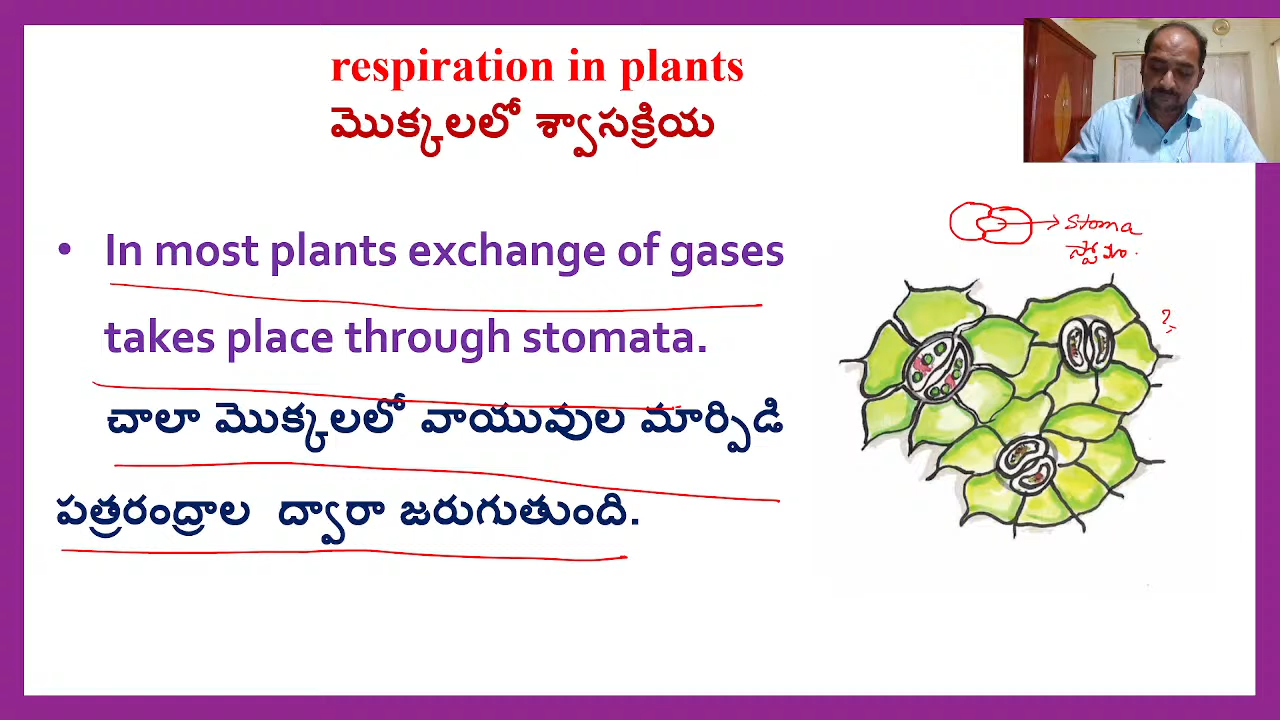 respiration in plants
మొక్కలలో శ్వాసక్రియ
Stoma
• In most plants exchange of gases
takes place through stomata.
చాలా మొక్కలలో వాయువుల మార్పిడి
పత్రరంద్రాల ద్వారా జరుగుతుంది.
?